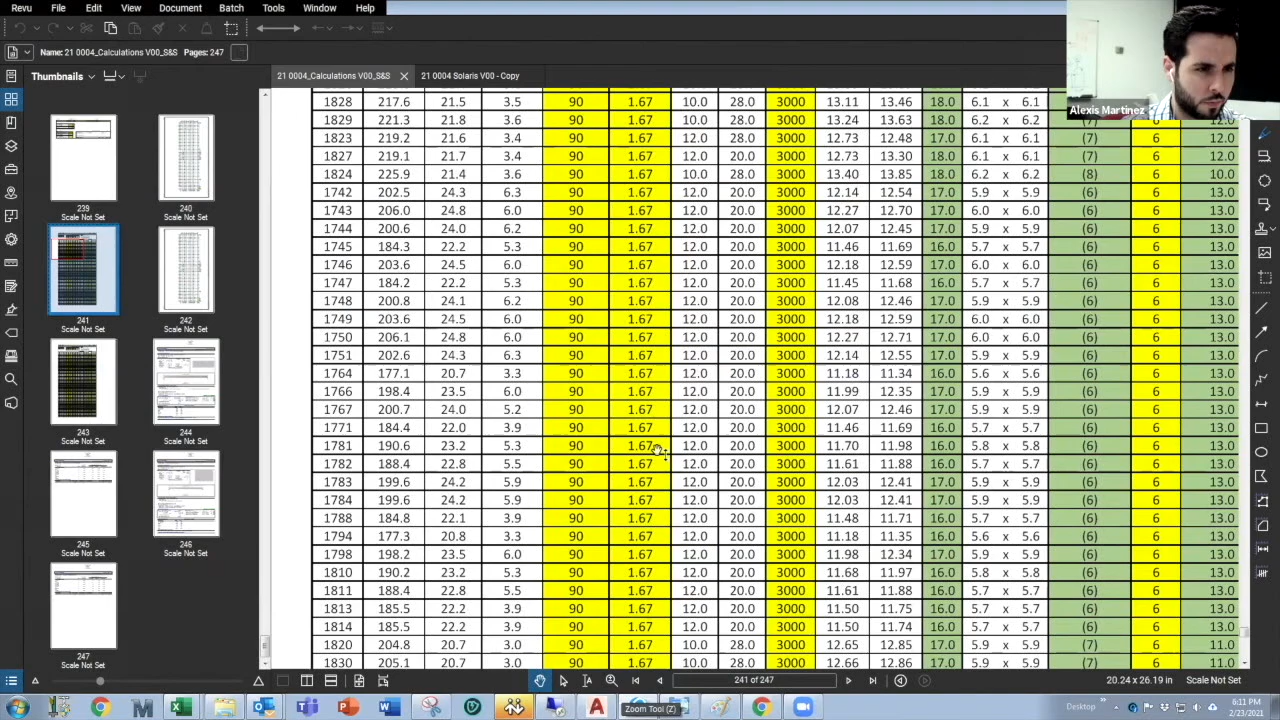 Revu File Edit View Document Batch Tools Window Help
Name: 21 0004_Calculations V00_S&S Pages: 247
Thumbnails
21 0004_Calculations V00_S&S
21 0004 Solaris V00 - Copy
Alexis Martinez
239
Scale Not Set
240
Scale Not Set
241
Scale Not Set
242
Scale Not Set
243
Scale Not Set
244
Scale Not Set
245
Scale Not Set
246
Scale Not Set
247
Scale Not Set
1828 217.6 21.5 3.5 90 1.67 10.0 28.0 3000 13.11 13.46 18.0 6.1 x 6.1
1829 221.3 21.8 3.6 90 1.67 10.0 28.0 3000 13.24 13.63 18.0 6.2 x 6.2 (7) 6 12.0
1823 219.2 21.6 3.4 90 1.67 12.0 28.0 3000 12.73 12.48 17.0 6.1 x 6.1 (7) 6 12.0
1827 219.1 21.7 3.4 90 1.67 12.0 28.0 3000 12.73 13.30 18.0 6.1 x 6.1 (7) 6 12.0
1824 225.9 21.4 3.6 90 1.67 10.0 28.0 3000 13.40 13.85 18.0 6.2 x 6.2 (8) 6 10.0
1742 202.5 24.3 6.3 90 1.67 12.0 20.0 3000 12.14 12.54 17.0 5.9 x 5.9 (6) 6 13.0
1743 206.0 24.8 6.0 90 1.67 12.0 20.0 3000 12.27 12.70 17.0 6.0 x 6.0 (6) 6 13.0
1744 200.6 24.0 6.2 90 1.67 12.0 20.0 3000 12.07 12.45 17.0 5.9 x 5.9 (6) 6 13.0
1745 184.3 22.2 5.3 90 1.67 12.0 20.0 3000 11.46 11.69 16.0 5.7 x 5.7 (6) 6 13.0
1746 203.6 24.5 6.0 90 1.67 12.0 20.0 3000 12.18 12.59 17.0 6.0 x 6.0 (6) 6 13.0
1747 184.2 22.2 5.3 90 1.67 12.0 20.0 3000 11.45 11.68 16.0 5.7 x 5.7 (6) 6 13.0
1748 200.8 24.1 6.2 90 1.67 12.0 20.0 3000 12.08 12.46 17.0 5.9 x 5.9 (6) 6 13.0
1749 203.6 24.5 6.0 90 1.67 12.0 20.0 3000 12.18 12.59 17.0 6.0 x 6.0 (6) 6 13.0
1750 206.1 24.8 6.0 90 1.67 12.0 20.0 3000 12.27 12.71 17.0 6.0 x 6.0 (6) 6 13.0
1751 202.6 24.3 6.3 90 1.67 12.0 20.0 3000 12.14 12.55 17.0 5.9 x 5.9 (6) 6 13.0
1764 177.1 20.7 3.3 90 1.67 12.0 20.0 3000 11.18 11.34 16.0 5.6 x 5.6 (6) 6 13.0
1766 198.4 23.5 6.0 90 1.67 12.0 20.0 3000 11.99 12.35 17.0 5.9 x 5.9 (6) 6 13.0
1767 200.7 24.0 5.2 90 1.67 12.0 20.0 3000 12.07 12.46 17.0 5.9 x 5.9 (6) 6 13.0
1771 184.4 22.0 3.9 90 1.67 12.0 20.0 3000 11.46 11.69 16.0 5.7 x 5.7 (6) 6 13.0
1781 190.6 23.2 5.3 90 1.67 12.0 20.0 3000 11.70 11.98 16.0 5.8 x 5.8 (6) 6 13.0
1782 188.4 22.8 5.5 90 1.67 12.0 20.0 3000 11.61 11.88 16.0 5.7 x 5.7 (6) 6 13.0
1783 199.6 24.2 5.9 90 1.67 12.0 20.0 3000 12.03 12.41 17.0 5.9 x 5.9 (6) 6 13.0
1784 199.6 24.2 5.9 90 1.67 12.0 20.0 3000 12.03 12.41 17.0 5.9 x 5.9 (6) 6 13.0
1789 184.8 22.1 3.9 90 1.67 12.0 20.0 3000 11.48 11.71 16.0 5.7 x 5.7 (6) 6 13.0
1794 177.3 20.8 3.3 90 1.67 12.0 20.0 3000 11.18 11.35 16.0 5.6 x 5.6 (6) 6 13.0
1798 198.2 23.5 6.0 90 1.67 12.0 20.0 3000 11.98 12.34 17.0 5.9 x 5.9 (6) 6 13.0
1810 190.2 23.2 5.3 90 1.67 12.0 20.0 3000 11.68 11.97 16.0 5.8 x 5.8 (6) 6 13.0
1811 188.4 22.8 5.5 90 1.67 12.0 20.0 3000 11.61 11.88 16.0 5.7 x 5.7 (6) 6 13.0
1813 185.5 22.2 3.9 90 1.67 12.0 20.0 3000 11.50 11.75 16.0 5.7 x 5.7 (6) 6 13.0
1814 185.5 22.2 3.9 90 1.67 12.0 20.0 3000 11.50 11.74 16.0 5.7 x 5.7 (6) 6 13.0
1820 204.8 20.7 3.0 90 1.67 10.0 28.0 3000 12.65 12.85 17.0 5.9 x 5.9 (7) 6 11.0
1830 205.1 20.7 3.0 90 1.67 10.0 28.0 3000 12.66 12.86 17.0 5.9 x 5.9 (7) 6 11.0
241 of 247
20.24 x 26.19 in Scale Not Set
Zoom Tool (Z)
Desktop
6:11 PM
2/23/2021